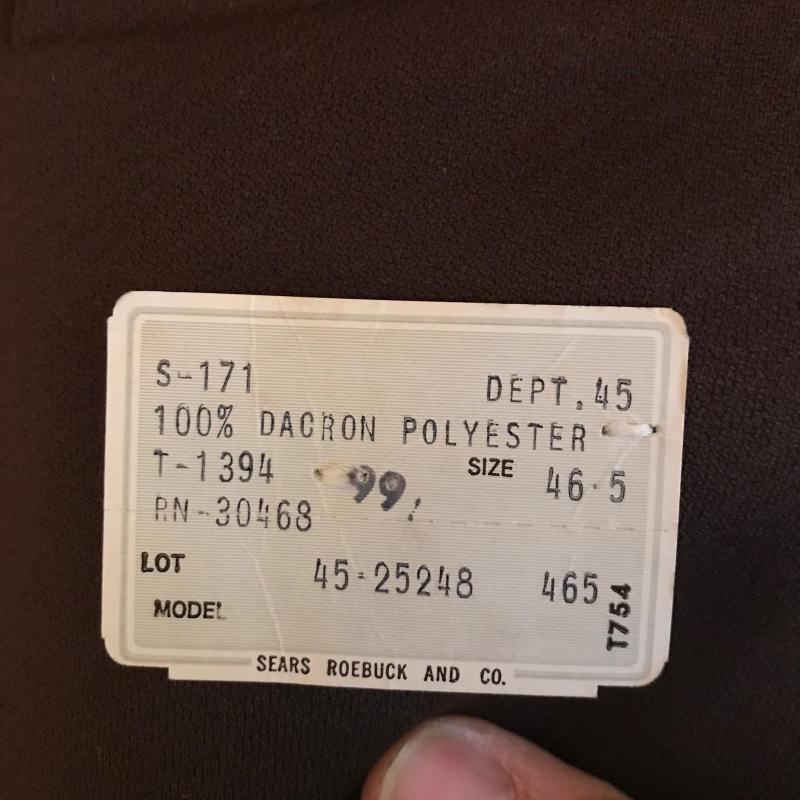 S-171 DEPT. 45
100% DACRON POLYESTER
T-1394 SIZE 46-5
99!
RN-30468
LOT 45-25248 465
T754
MODEL
SEARS ROEBUCK AND CO.